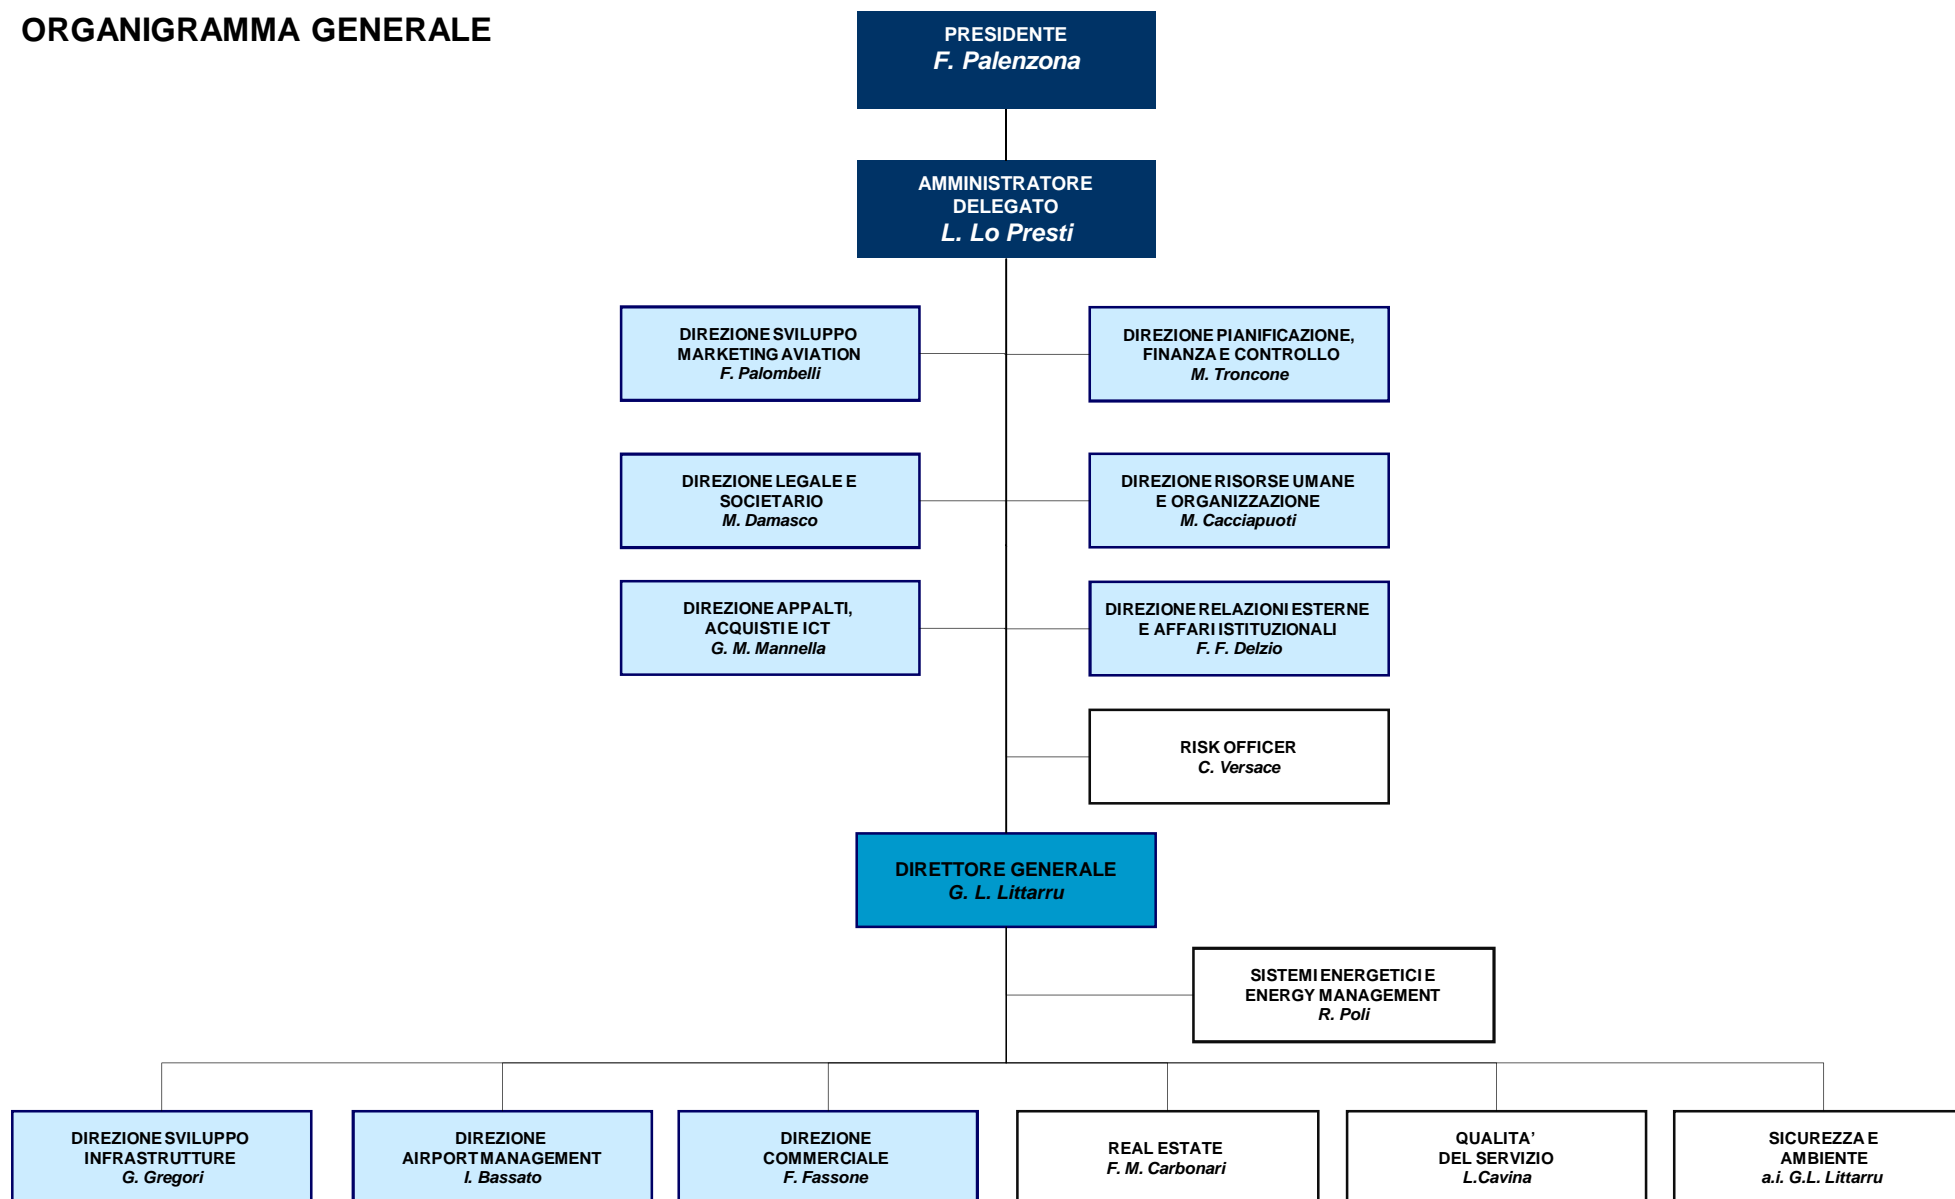 ORGANIGRAMMA GENERALE
PRESIDENTE
F. Palenzona
AMMINISTRATORE
DELEGATO
L. Lo Presti
DIREZIONE SVILUPPO
MARKETING AVIATION
F. Palombelli
DIREZIONE PIANIFICAZIONE,
FINANZA E CONTROLLO
M. Troncone
DIREZIONE LEGALE E
SOCIETARIO
M. Damasco
DIREZIONE RISORSE UMANE
E ORGANIZZAZIONE
M. Cacciapuoti
DIREZIONE APPALTI,
ACQUISTI E ICT
G. M. Mannella
DIREZIONE RELAZIONI ESTERNE
E AFFARI ISTITUZIONALI
F. F. Delzio
RISK OFFICER
C. Versace
DIRETTORE GENERALE
G. L. Littarru
SISTEMI ENERGETICI E
ENERGY MANAGEMENT
R. Poli
DIREZIONE SVILUPPO
INFRASTRUTTURE
G. Gregori
DIREZIONE
AIRPORT MANAGEMENT
I. Bassato
DIREZIONE
COMMERCIALE
F. Fassone
REAL ESTATE
F. M. Carbonari
QUALITA’
DEL SERVIZIO
L.Cavina
SICUREZZA E
AMBIENTE
a.i. G.L. Littarru